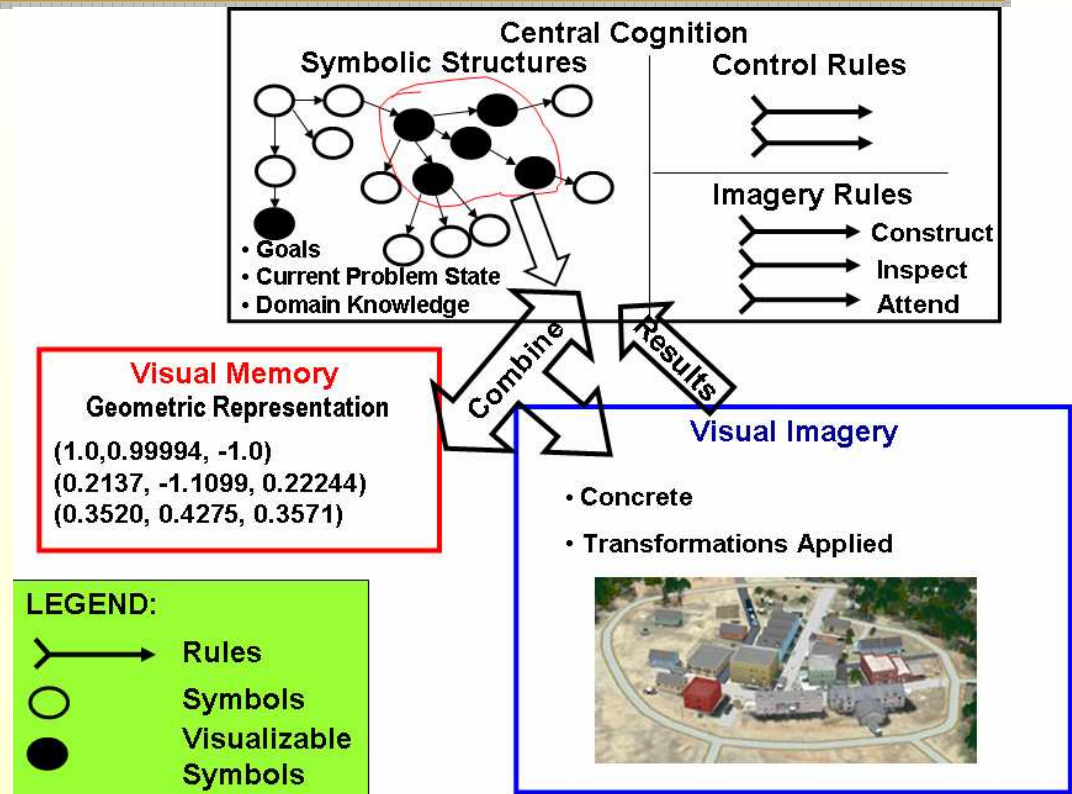 Central Cognition
Symbolic Structures
• Goals
• Current Problem State
• Domain Knowledge
Control Rules
Imagery Rules
Construct
Inspect
Attend
Combine
Results
Visual Memory
Geometric Representation
(1.0,0.99994, -1.0)
(0.2137, -1.1099, 0.22244)
(0.3520, 0.4275, 0.3571)
Visual Imagery
• Concrete
• Transformations Applied
LEGEND:
Rules
Symbols
Visualizable
Symbols